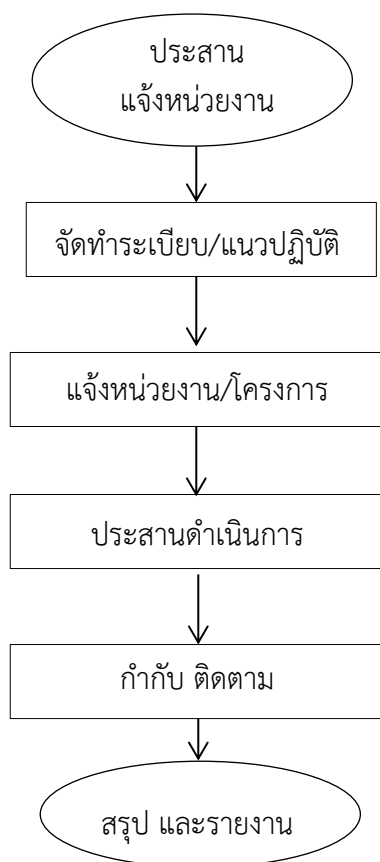 ประสาน
แจ้งหน่วยงาน
จัดทำระเบียบ/แนวปฏิบัติ
แจ้งหน่วยงาน/โครงการ
ประสานดำเนินการ
กำกับ ติดตาม
สรุป และรายงาน